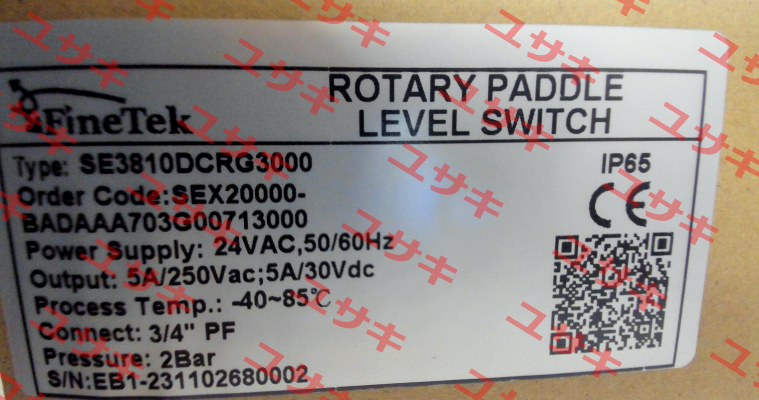 FineTek
ROTARY PADDLE
LEVEL SWITCH
Type: SE3810DCRG3000
IP65
Order Code:SEX20000-
BADAAA703G00713000
CE
Power Supply: 24VAC,50/60Hz
Output: 5A/250Vac;5A/30Vdc
Process Temp.: -40~85℃
Connect: 3/4" PF
Pressure: 2Bar
S/N:EB1-231102680002
ユサキ